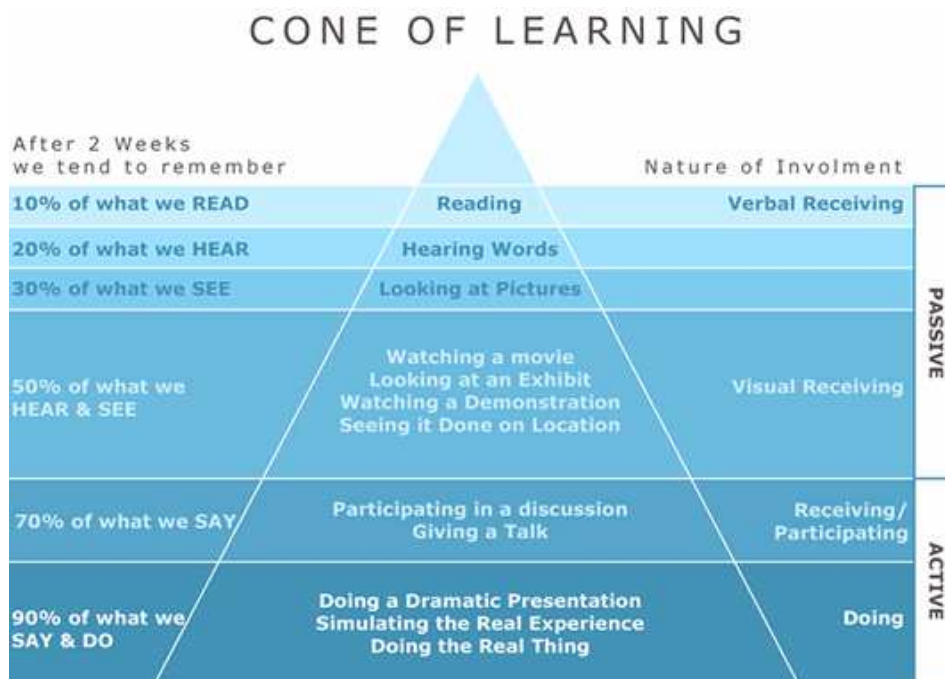 CONE OF LEARNING
After 2 Weeks
we tend to remember
Nature of Involment
10% of what we READ
Reading
Verbal Receiving
20% of what we HEAR
Hearing Words
30% of what we SEE
Looking at Pictures
50% of what we
HEAR & SEE
Watching a movie
Looking at an Exhibit
Watching a Demonstration
Seeing it Done on Location
Visual Receiving
PASSIVE
70% of what we SAY
Participating in a discussion
Giving a Talk
Receiving/
Participating
90% of what we
SAY & DO
Doing a Dramatic Presentation
Simulating the Real Experience
Doing the Real Thing
Doing
ACTIVE